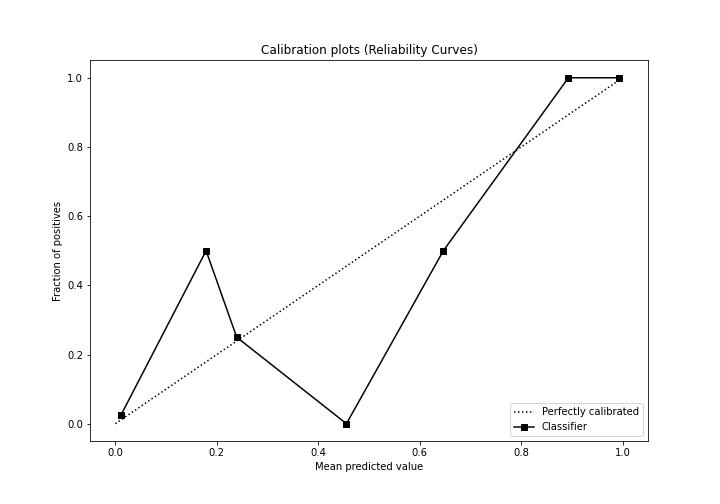 Calibration plots (Reliability Curves)
1.0
0.8
0.6
0.4
0.2
0.0
Fraction of positives
0.0 0.2 0.4 0.6 0.8 1.0
Mean predicted value
Perfectly calibrated
Classifier